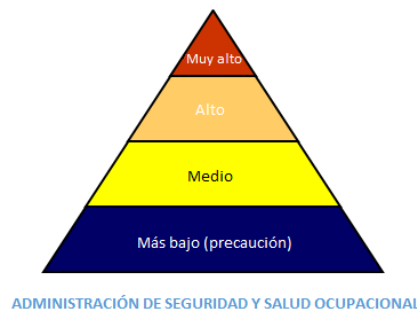 Muy alto
Alto
Medio
Más bajo (precaución)
ADMINISTRACIÓN DE SEGURIDAD Y SALUD OCUPACIONAL